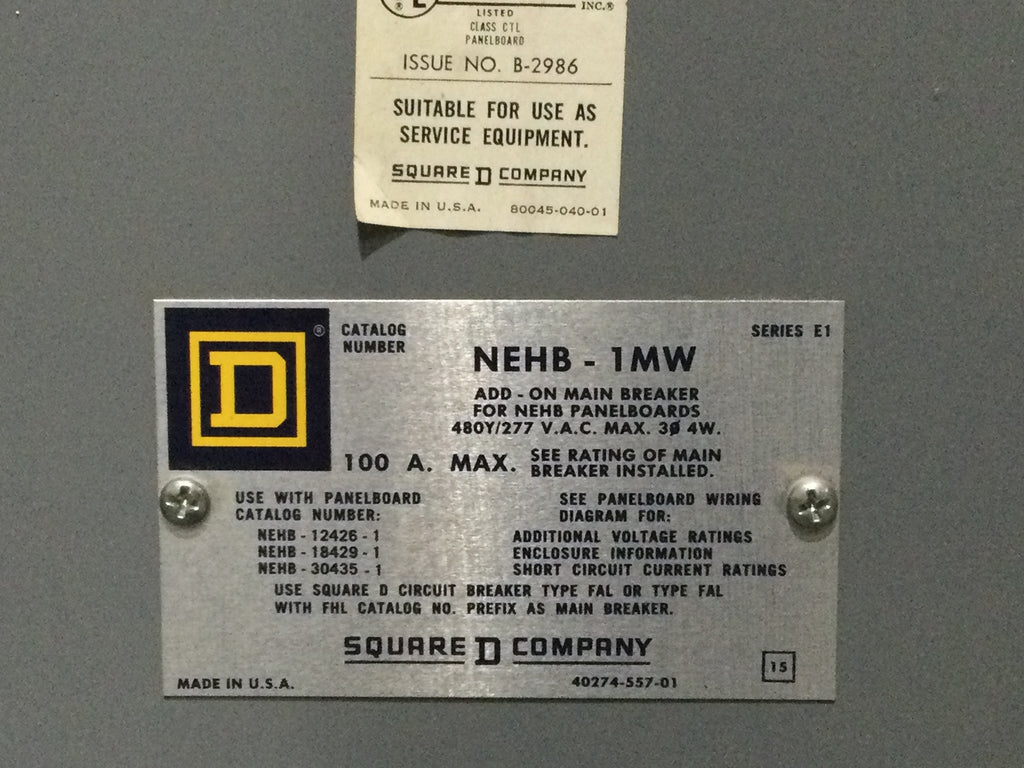 ® L INC.®
LISTED
CLASS CTL
PANELBOARD
ISSUE NO. B-2986
SUITABLE FOR USE AS
SERVICE EQUIPMENT.
SQUARE D COMPANY
MADE IN U.S.A. 80045-040-01
D ®
CATALOG
NUMBER
SERIES E1
NEHB - 1MW
ADD - ON MAIN BREAKER
FOR NEHB PANELBOARDS
480Y/277 V.A.C. MAX. 3Ø 4W.
100 A. MAX. SEE RATING OF MAIN
BREAKER INSTALLED.
USE WITH PANELBOARD
CATALOG NUMBER:
NEHB - 12426 - 1
NEHB - 18429 - 1
NEHB - 30435 - 1
SEE PANELBOARD WIRING
DIAGRAM FOR:
ADDITIONAL VOLTAGE RATINGS
ENCLOSURE INFORMATION
SHORT CIRCUIT CURRENT RATINGS
USE SQUARE D CIRCUIT BREAKER TYPE FAL OR TYPE FAL
WITH FHL CATALOG NO. PREFIX AS MAIN BREAKER.
SQUARE D COMPANY
MADE IN U.S.A. 40274-557-01 15